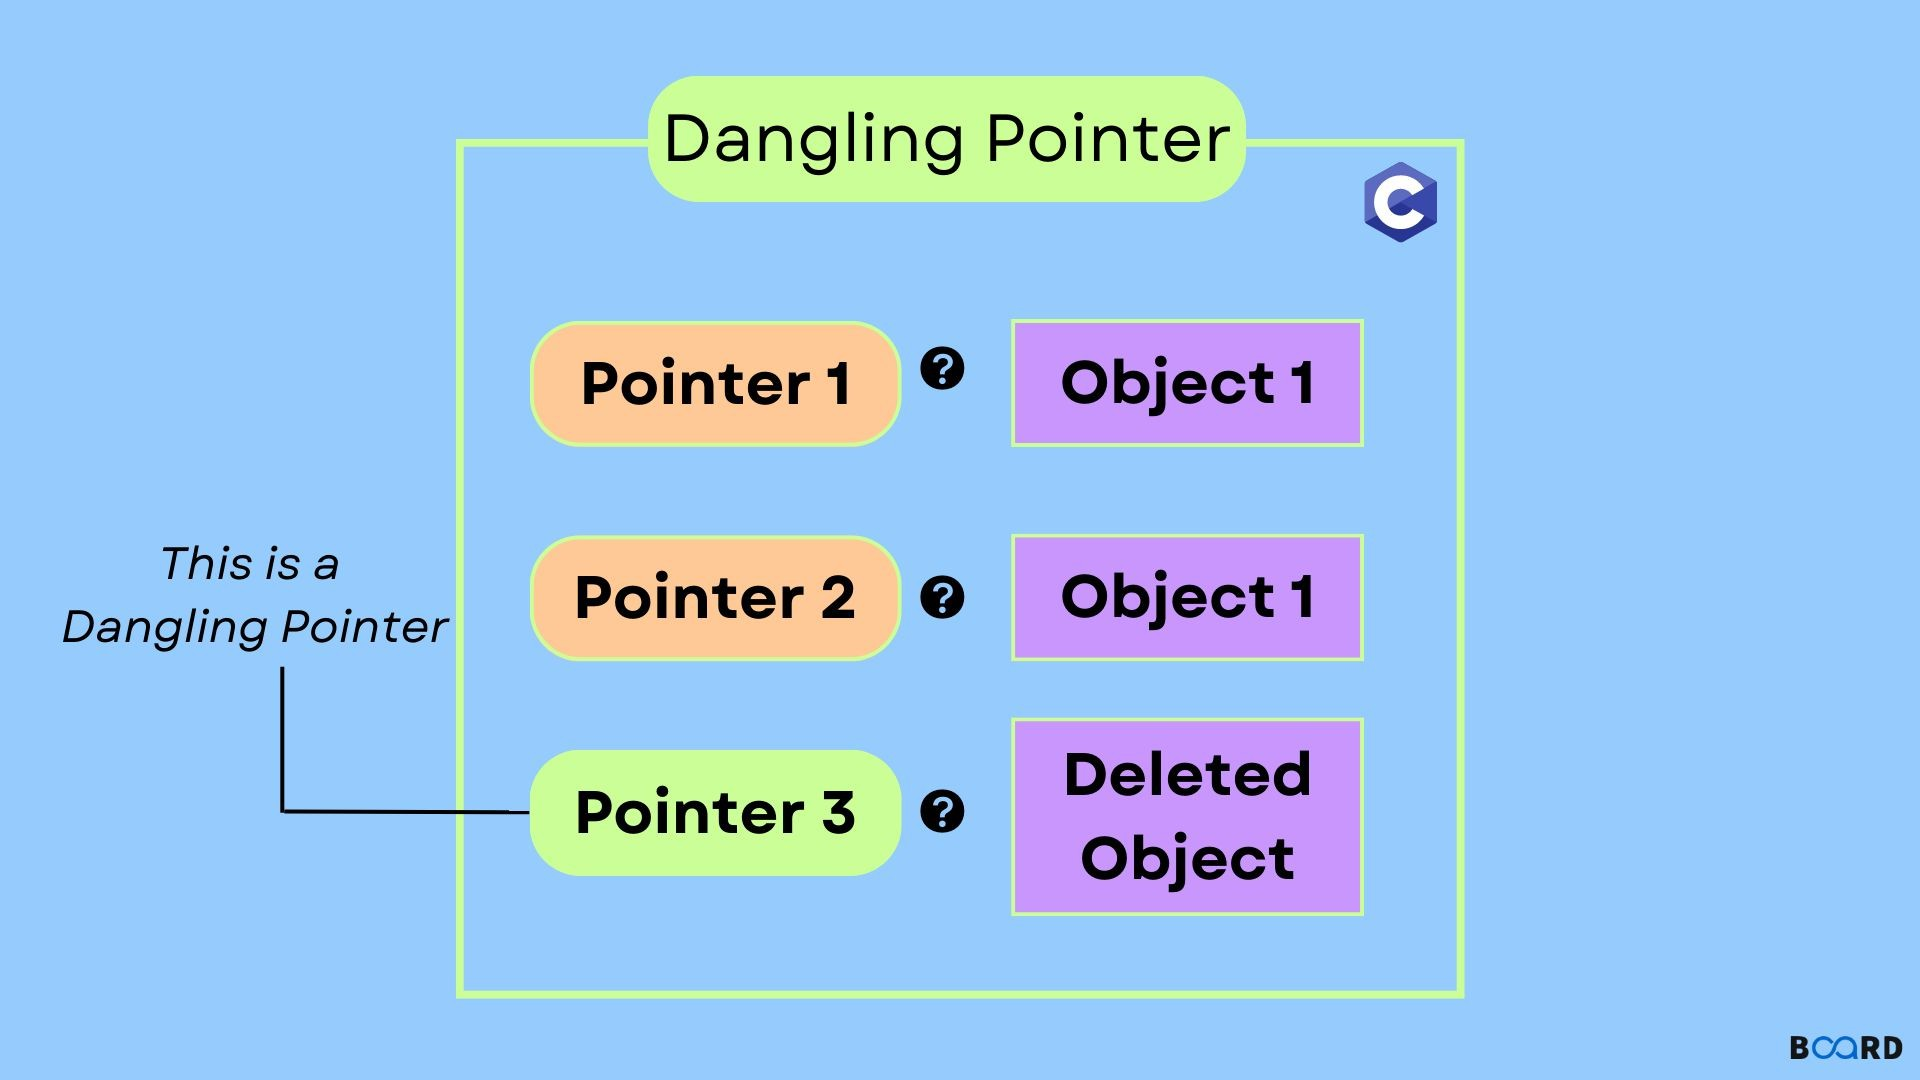 Dangling Pointer
C
Pointer 1
?
Object 1
Pointer 2
?
Object 1
This is a
Dangling Pointer
Pointer 3
?
Deleted
Object
BOARD